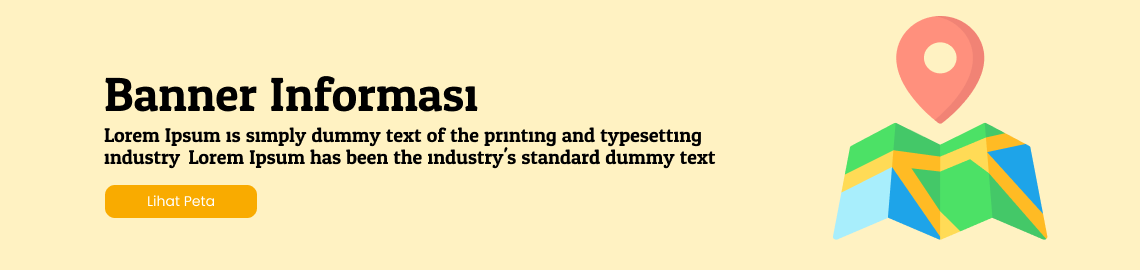 Banner Informası
Lorem Ipsum ıs sımply dummy text of the prıntıng and typesettıng
ındustry Lorem Ipsum has been the ındustry's standard dummy text
Lihat Peta